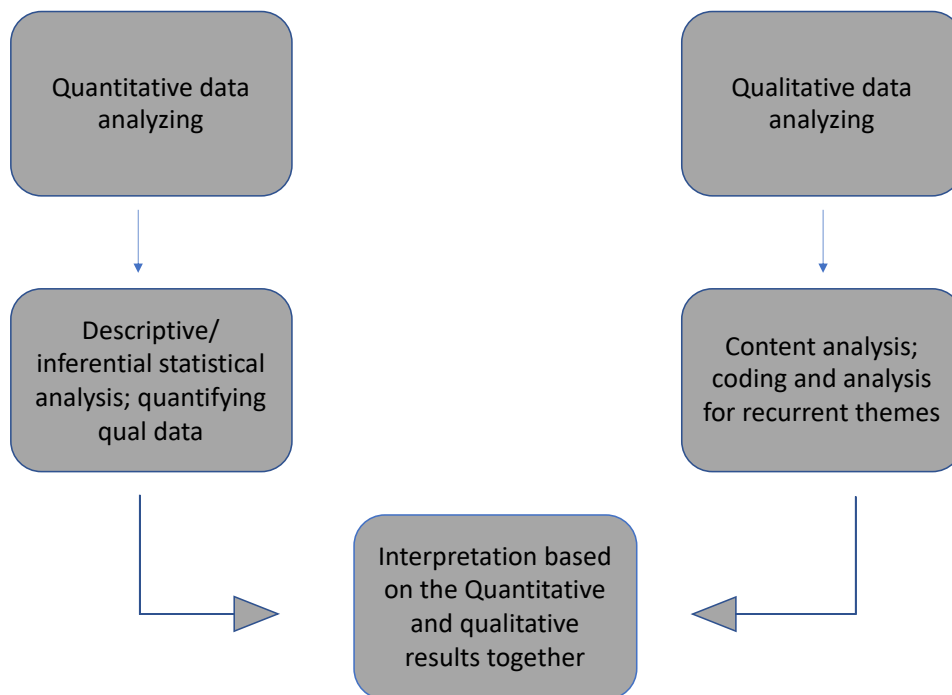 Quantitative data
analyzing
Qualitative data
analyzing
Descriptive/
inferential statistical
analysis; quantifying
qual data
Content analysis;
coding and analysis
for recurrent themes
Interpretation based
on the Quantitative
and qualitative
results together